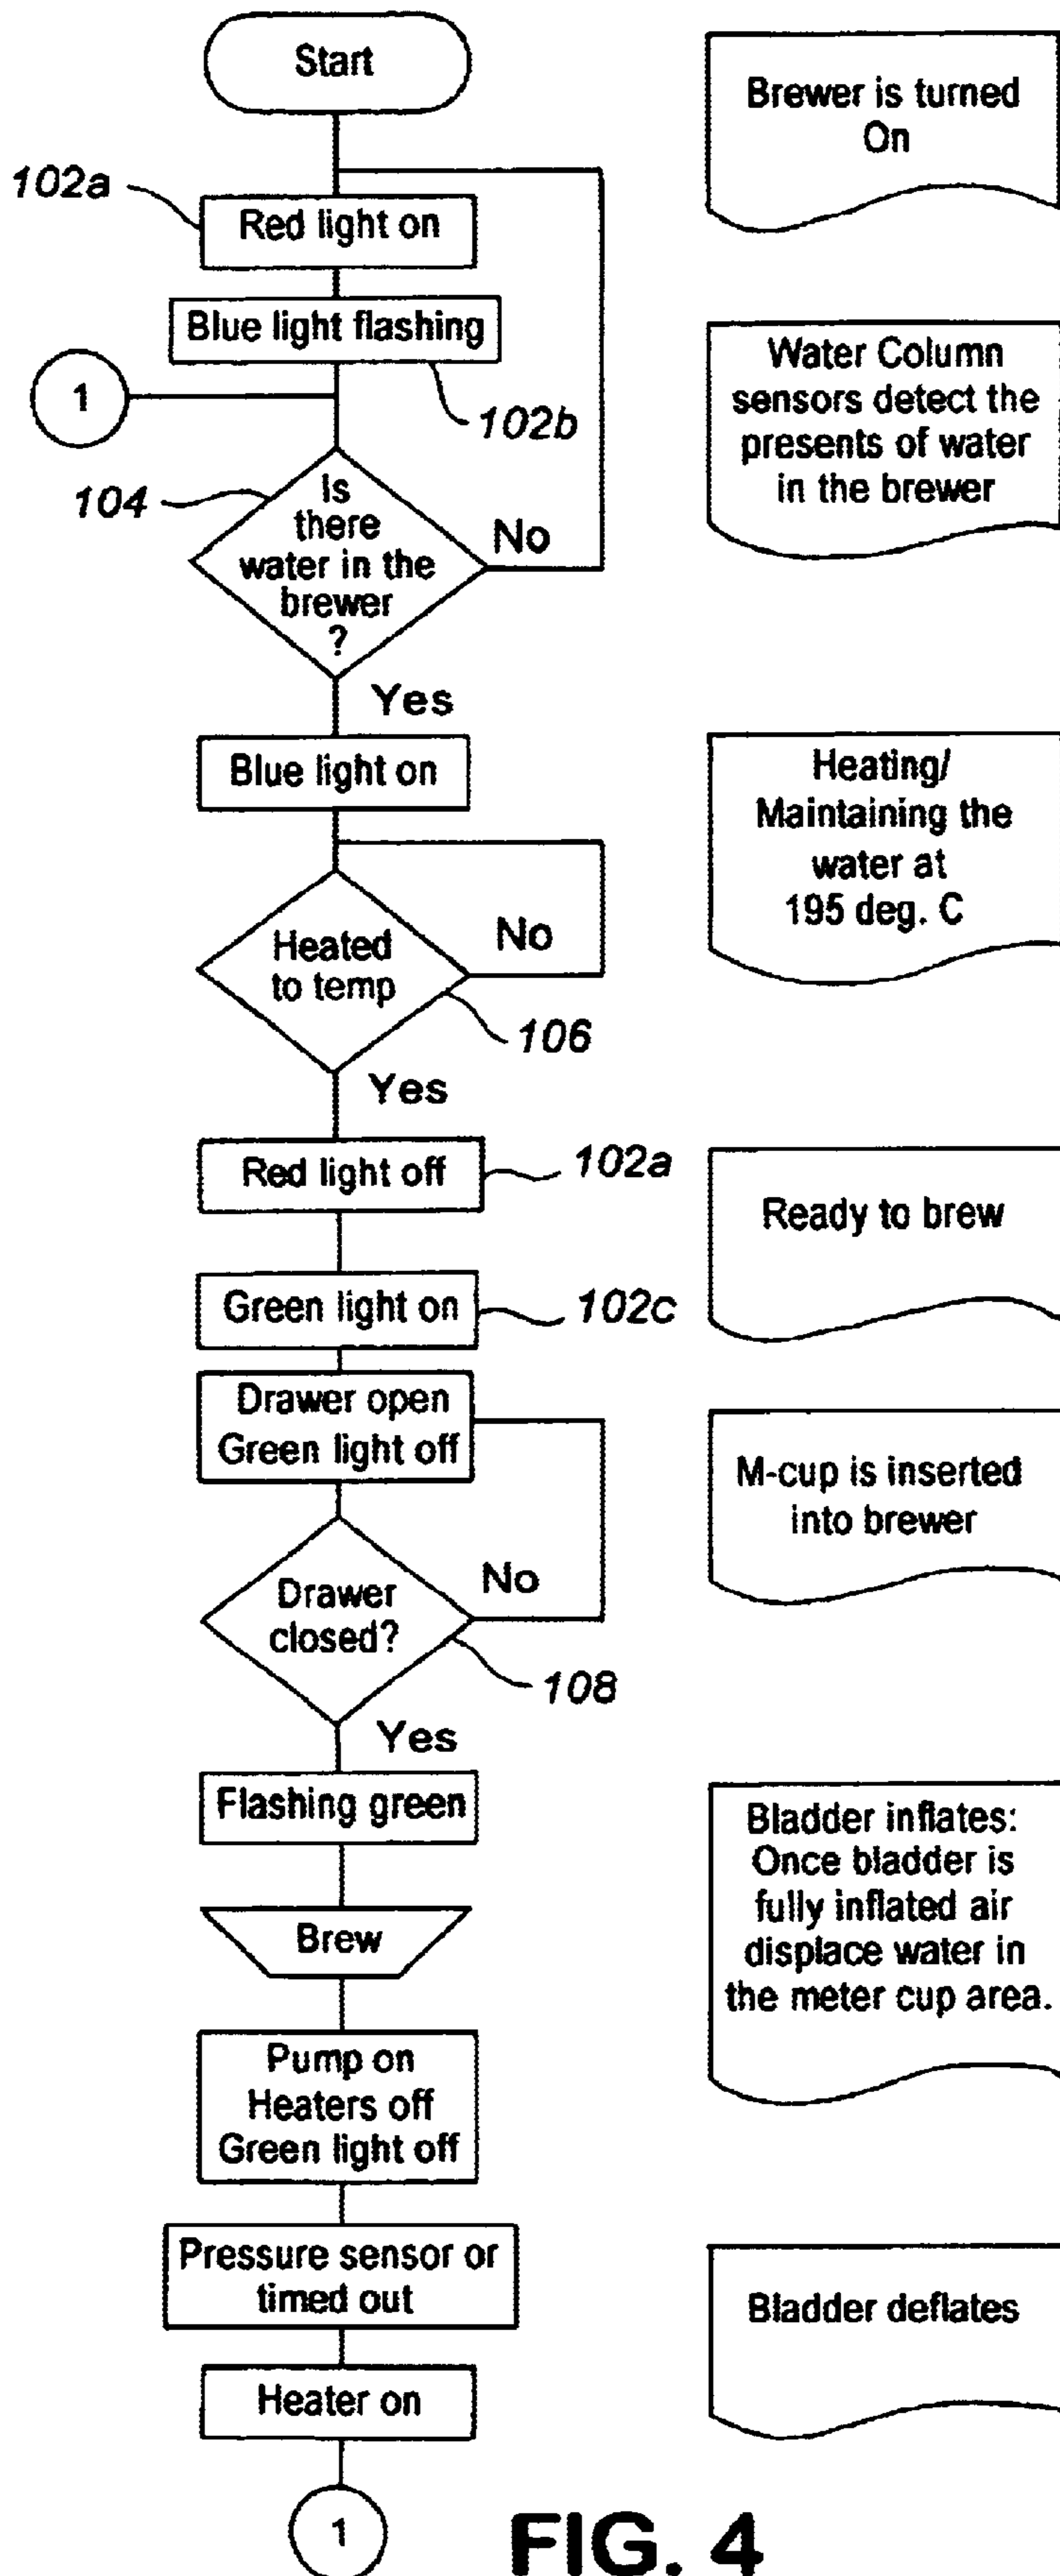 Start
Brewer is turned
On
102a
Red light on
Blue light flashing
1
102b
Water Column
sensors detect the
presents of water
in the brewer
104
Is
there
water in the
brewer
?
No
Yes
Blue light on
Heating/
Maintaining the
water at
195 deg. C
Heated
to temp
No
106
Yes
Red light off
102a
Ready to brew
Green light on
102c
Drawer open
Green light off
M-cup is inserted
into brewer
Drawer
closed?
No
108
Yes
Flashing green
Bladder inflates:
Once bladder is
fully inflated air
displace water in
the meter cup area.
Brew
Pump on
Heaters off
Green light off
Pressure sensor or
timed out
Bladder deflates
Heater on
1
FIG. 4